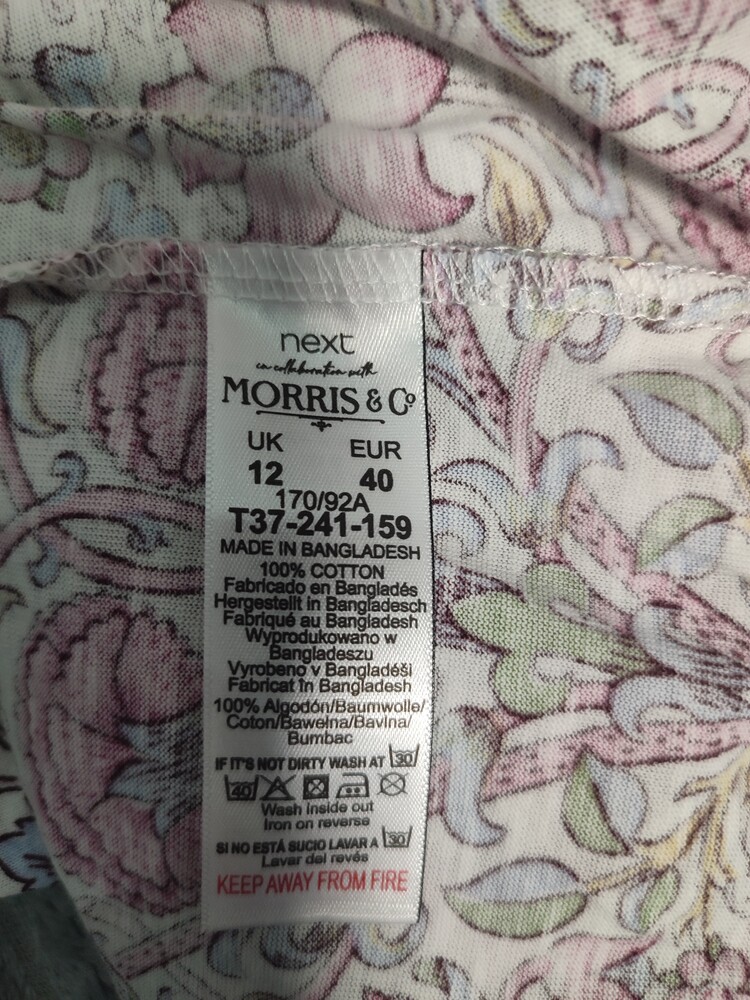 next
in collaboration with
MORRIS & Co
UK EUR
12 40
170/92A
T37-241-159
MADE IN BANGLADESH
100% COTTON
Fabricado en Bangladés
Hergestellt in Bangladesch
Fabriqué au Bangladesh
Wyprodukowano w
Bangladeszu
Vyrobeno v Bangladéši
Fabricat în Bangladesh
100% Algodón/Baumwolle/
Coton/Bawełna/Bavlna/
Bumbac
IF IT'S NOT DIRTY WASH AT 30
40
Wash inside out
Iron on reverse
SI NO ESTÁ SUCIO LAVAR A 30
Lavar del revés
KEEP AWAY FROM FIRE